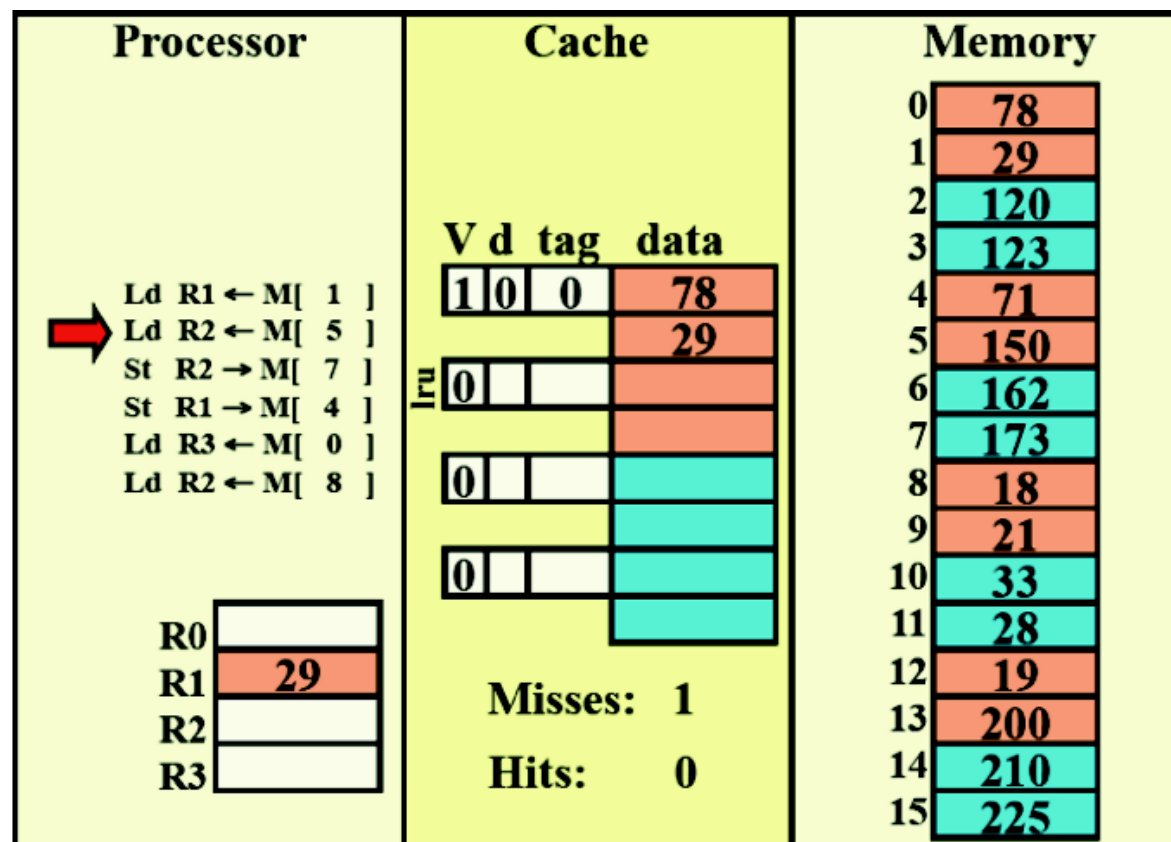 Processor
Ld R1 ← M[ 1 ]
Ld R2 ← M[ 5 ]
St R2 → M[ 7 ]
St R1 → M[ 4 ]
Ld R3 ← M[ 0 ]
Ld R2 ← M[ 8 ]
R0
R1 29
R2
R3
Cache
V d tag data
1 0 0 78
29
lru
0
0
0
Misses: 1
Hits: 0
Memory
0 78
1 29
2 120
3 123
4 71
5 150
6 162
7 173
8 18
9 21
10 33
11 28
12 19
13 200
14 210
15 225